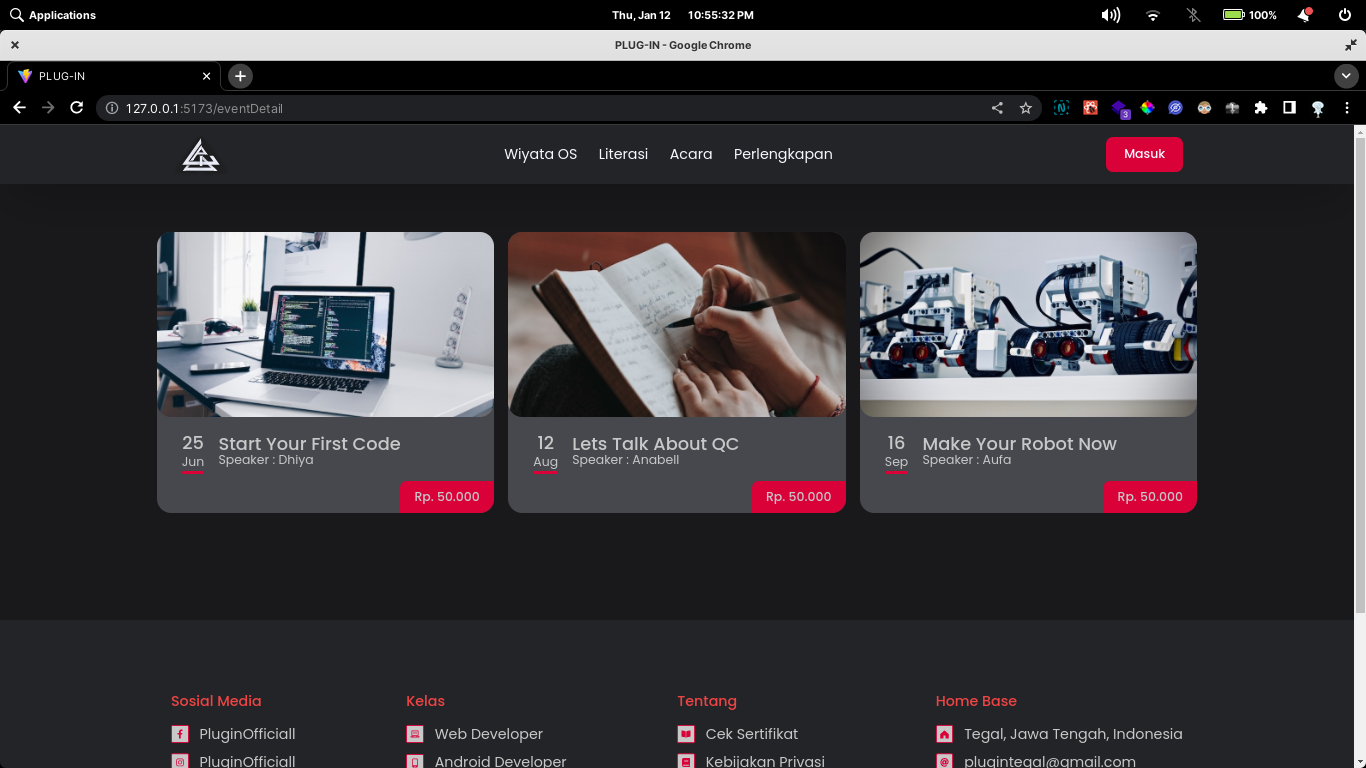 Applications
Thu, Jan 12 10:55:32 PM
100%
PLUG-IN - Google Chrome
PLUG-IN
127.0.0.1:5173/eventDetail
3
Wiyata OS Literasi Acara Perlengkapan
Masuk
25 Jun
Start Your First Code
Speaker : Dhiya
Rp. 50.000
12 Aug
Lets Talk About QC
Speaker : Anabell
Rp. 50.000
16 Sep
Make Your Robot Now
Speaker : Aufa
Rp. 50.000
Sosial Media
PluginOfficiall
PluginOfficiall
Kelas
Web Developer
Android Developer
Tentang
Cek Sertifikat
Kebijakan Privasi
Home Base
Tegal, Jawa Tengah, Indonesia
plugintegal@gmail.com